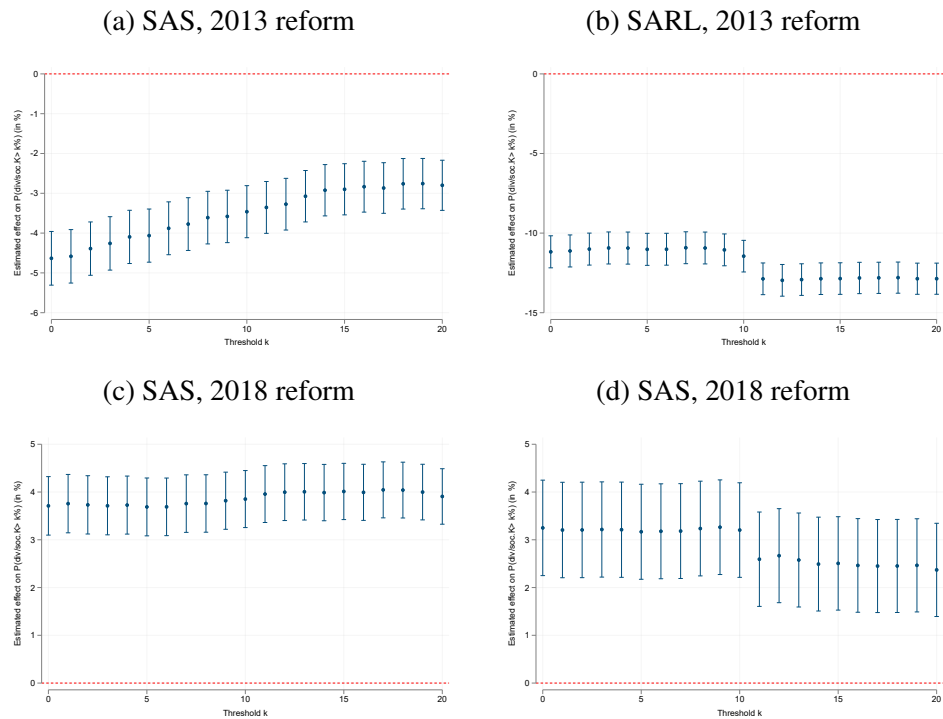 (a) SAS, 2013 reform
Estimated effect on P(div/soc.K> k%) (in %)
0
-1
-2
-3
-4
-5
-6
0 5 10 15 20
Threshold k
(b) SARL, 2013 reform
Estimated effect on P(div/soc.K> k%) (in %)
0
-5
-10
-15
0 5 10 15 20
Threshold k
(c) SAS, 2018 reform
Estimated effect on P(div/soc.K> k%) (in %)
5
4
3
2
1
0
0 5 10 15 20
Threshold k
(d) SAS, 2018 reform
Estimated effect on P(div/soc.K> k%) (in %)
5
4
3
2
1
0
0 5 10 15 20
Threshold k